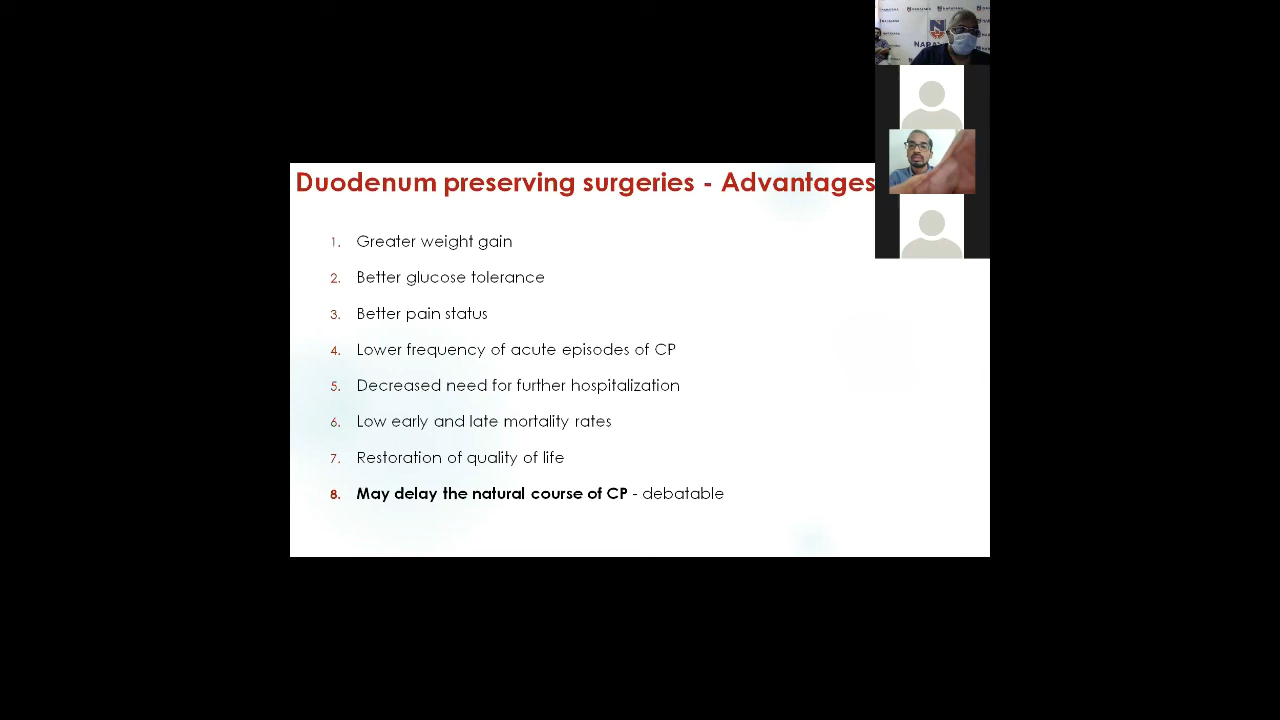 Duodenum preserving surgeries - Advantages
1. Greater weight gain
2. Better glucose tolerance
3. Better pain status
4. Lower frequency of acute episodes of CP
5. Decreased need for further hospitalization
6. Low early and late mortality rates
7. Restoration of quality of life
8. May delay the natural course of CP - debatable